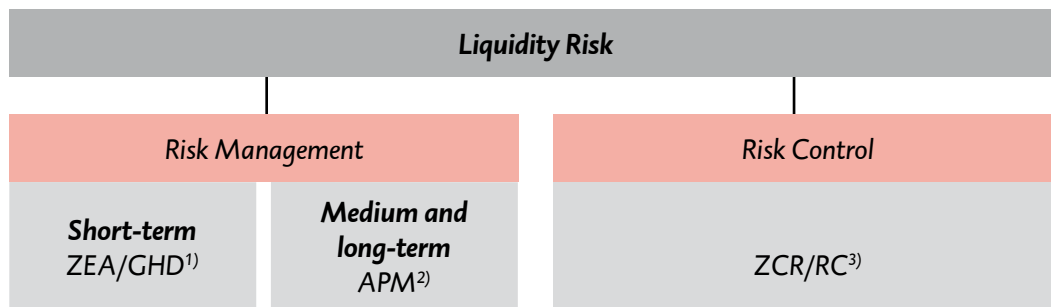 Liquidity Risk
Risk Management
Risk Control
Short-term
ZEA/GHD¹⁾
Medium and
long-term
APM²⁾
ZCR/RC³⁾